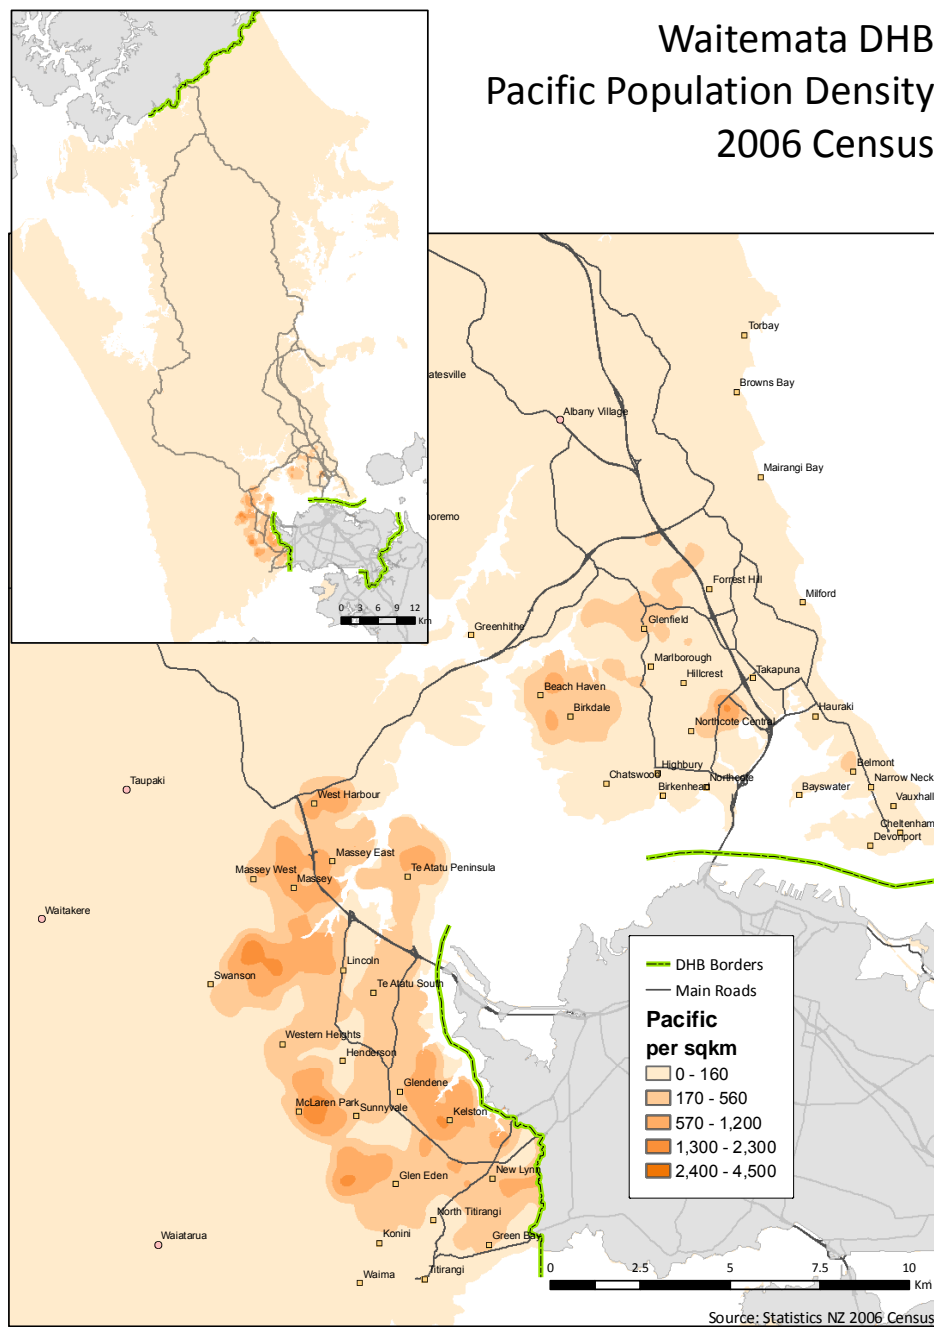 Waitemata DHB
Pacific Population Density
2006 Census
0 3 6 9 12
Km
Torbay
Browns Bay
atesville
Albany Village
Mairangi Bay
noremo
Forrest Hill
Milford
Glenfield
Greenhithe
Marlborough
Takapuna
Hillcrest
Beach Haven
Birkdale
Hauraki
Northcote Central
Belmont
Highbury
Chatswood
Northcote
Narrow Neck
Taupaki
Birkenhead
Bayswater
Vauxhall
West Harbour
Cheltenham
Devonport
Massey East
Te Atatu Peninsula
Massey West
Massey
Waitakere
Lincoln
Swanson
Te Atatu South
Western Heights
Henderson
Glendene
McLaren Park
Sunnyvale
Kelston
New Lynn
Glen Eden
North Titirangi
Waiatarua
Konini
Green Bay
Waima
Titirangi
DHB Borders
Main Roads
Pacific
per sqkm
0 - 160
170 - 560
570 - 1,200
1,300 - 2,300
2,400 - 4,500
0 2.5 5 7.5 10
Km
Source: Statistics NZ 2006 Census